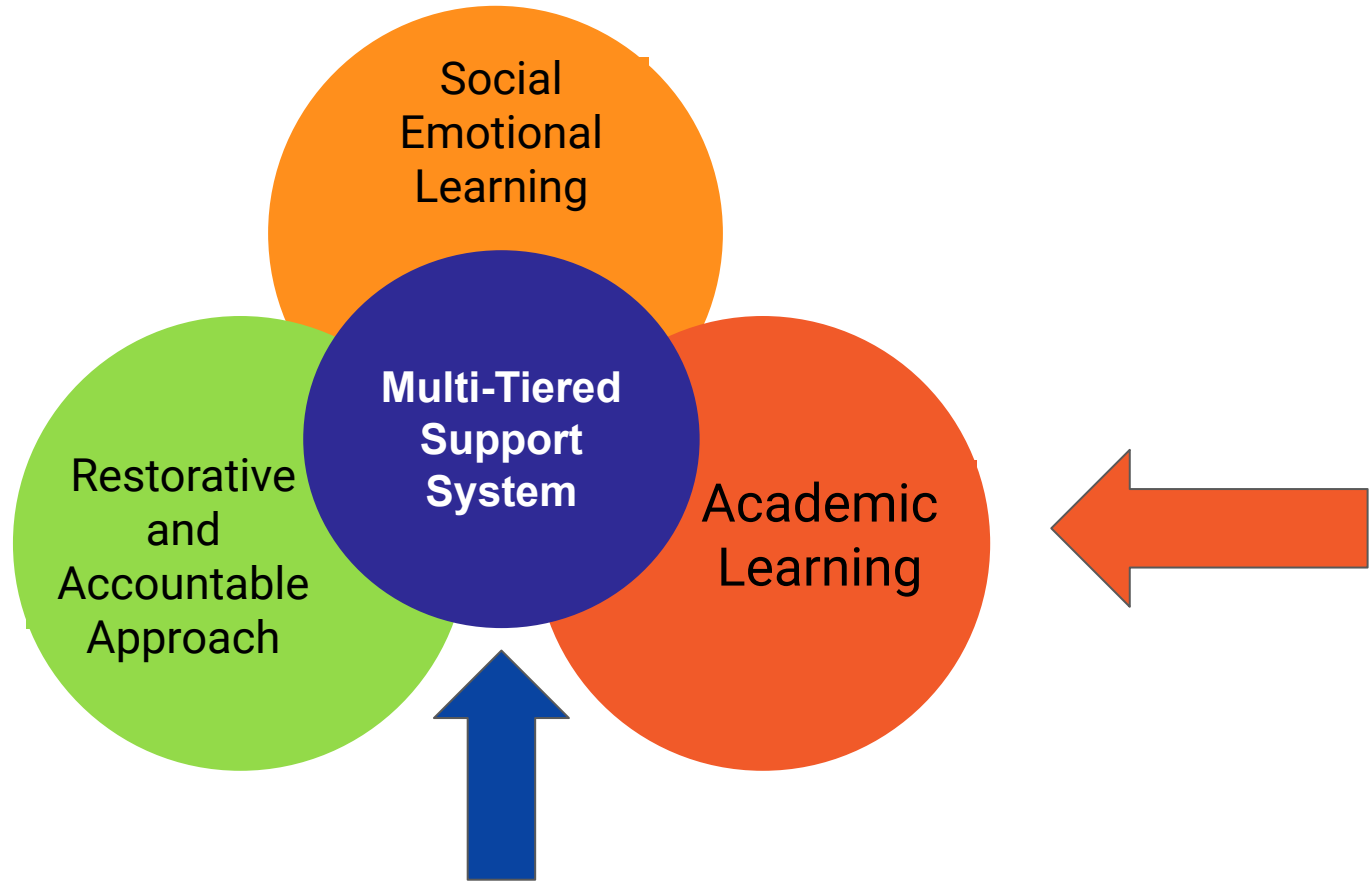 Social
Emotional
Learning
Multi-Tiered
Support
System
Restorative
and
Accountable
Approach
Academic
Learning